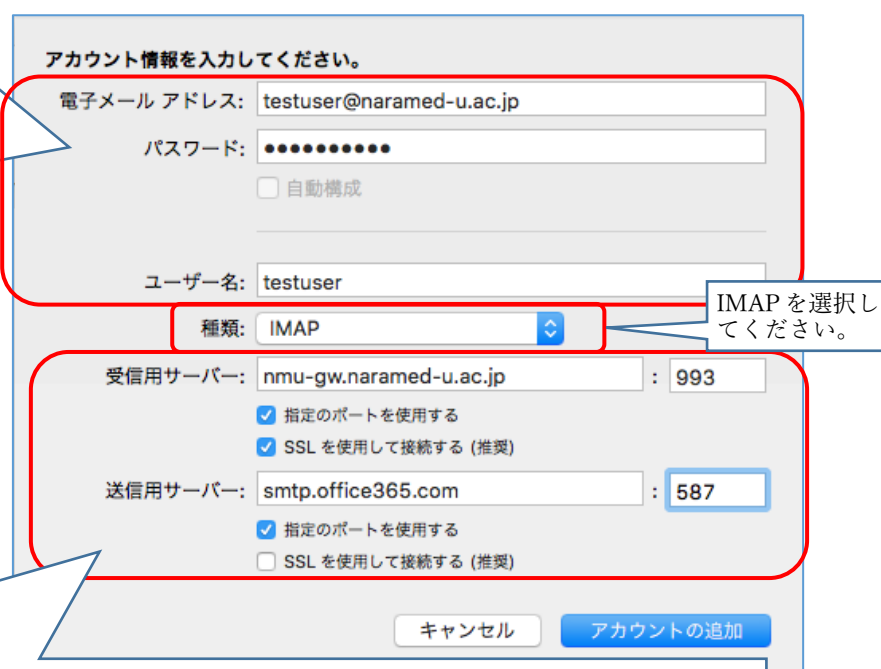 アカウント情報を入力してください。
電子メール アドレス: testuser@naramed-u.ac.jp
パスワード: ●●●●●●●●●●
自動構成
ユーザー名: testuser
IMAP を選択し
てください。
種類: IMAP
受信用サーバー: nmu-gw.naramed-u.ac.jp : 993
指定のポートを使用する
SSL を使用して接続する (推奨)
送信用サーバー: smtp.office365.com : 587
指定のポートを使用する
SSL を使用して接続する (推奨)
キャンセル アカウントの追加